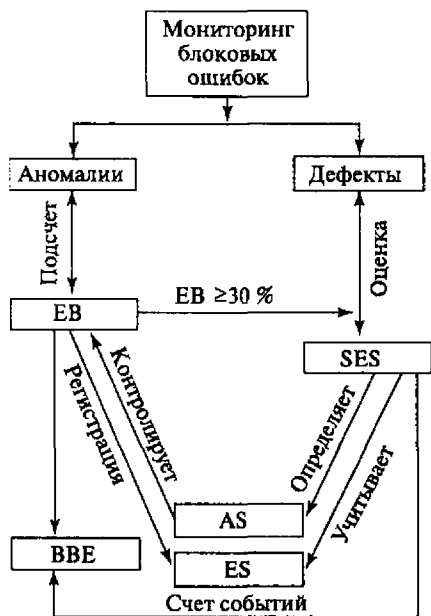 Мониторинг
блоковых
ошибок
Аномалии
Дефекты
Подсчет
Оценка
EB ≥30 %
EB
SES
Контролирует
Регистрация
Определяет
Учитывает
AS
BBE
ES
Счет событий